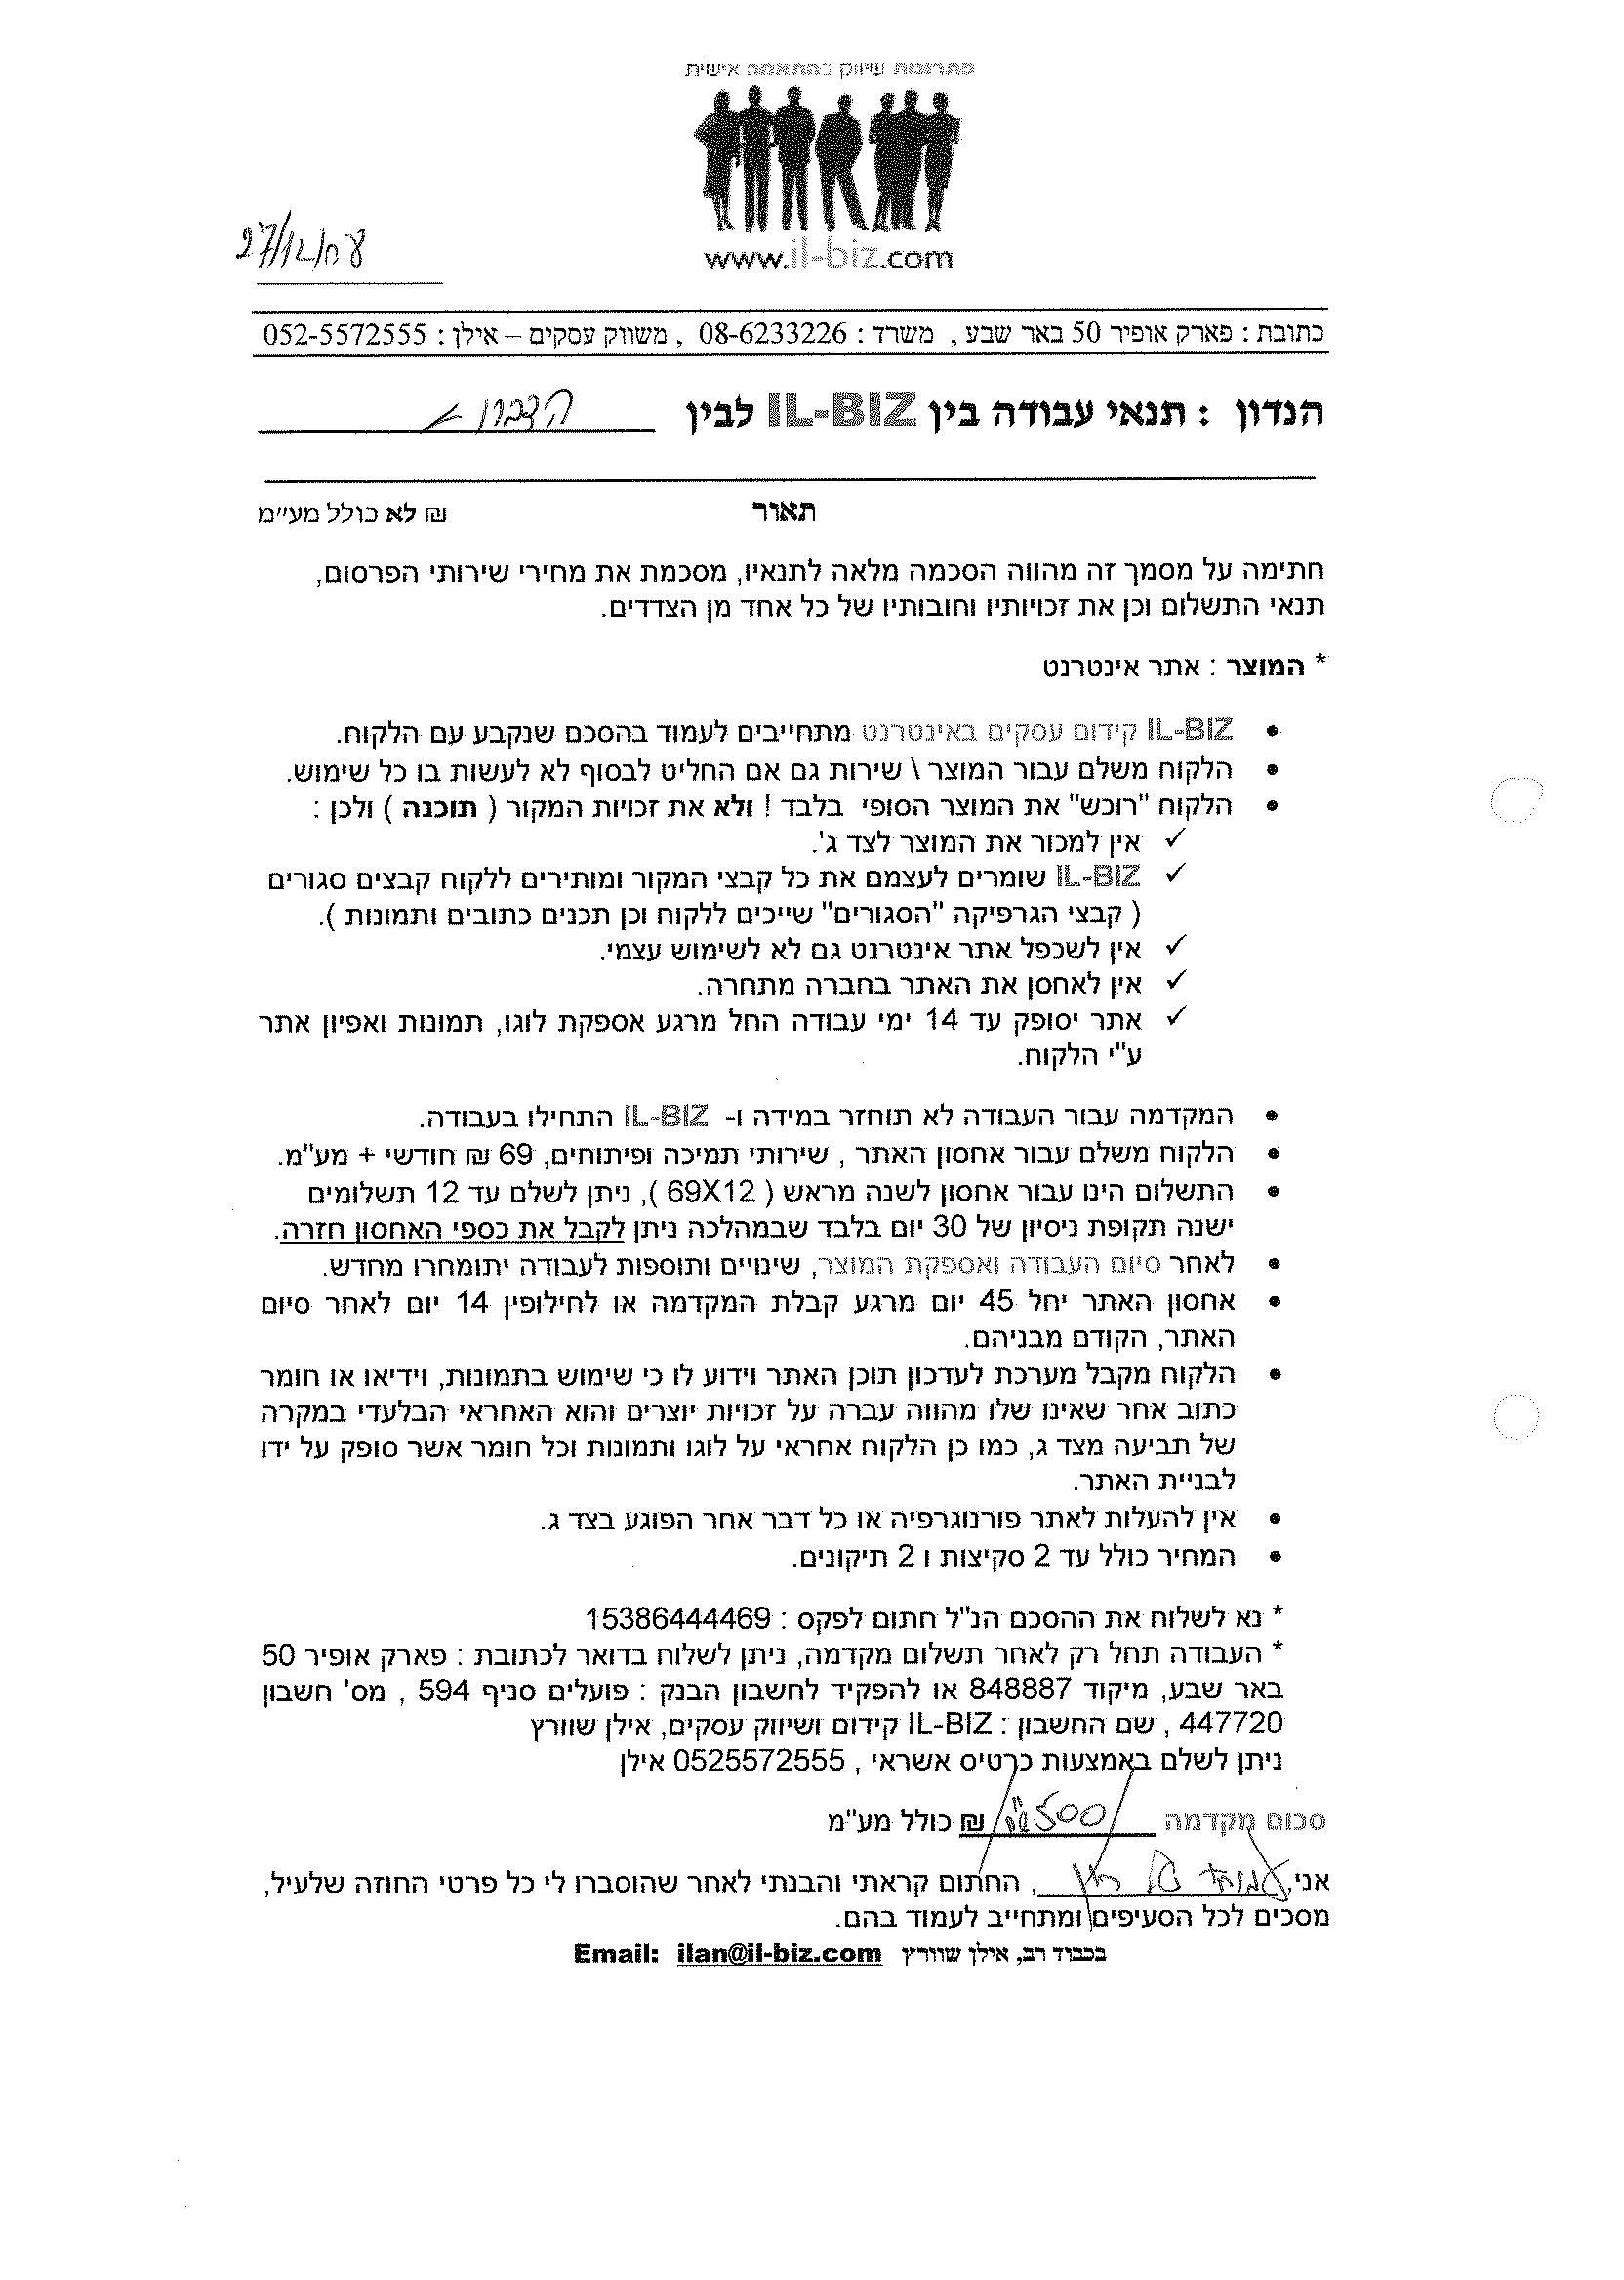 פתרונות שיווק בהתאמה אישית
www.il-biz.com
27/12/08
כתובת : פארק אופיר 50 באר שבע , משרד : 08-6233226 , משווק עסקים – אילן : 052-5572555
הנדון : תנאי עבודה בין IL-BIZ לבין
תאור ₪ לא כולל מע״מ
חתימה על מסמך זה מהווה הסכמה מלאה לתנאיו, מסכמת את מחירי שירותי הפרסום,
תנאי התשלום וכן את זכויותיו וחובותיו של כל אחד מן הצדדים.
* המוצר : אתר אינטרנט
• IL-BIZ קידום עסקים באינטרנט מתחייבים לעמוד בהסכם שנקבע עם הלקוח.
• הלקוח משלם עבור המוצר \ שירות גם אם החליט לבסוף לא לעשות בו כל שימוש.
• הלקוח "רוכש" את המוצר הסופי בלבד ! ולא את זכויות המקור ( תוכנה ) ולכן :
✓ אין למכור את המוצר לצד ג'.
✓ IL-BIZ שומרים לעצמם את כל קבצי המקור ומותירים ללקוח קבצים סגורים
( קבצי הגרפיקה "הסגורים" שייכים ללקוח וכן תכנים כתובים ותמונות ).
✓ אין לשכפל אתר אינטרנט גם לא לשימוש עצמי.
✓ אין לאחסן את האתר בחברה מתחרה.
✓ אתר יסופק עד 14 ימי עבודה החל מרגע אספקת לוגו, תמונות ואפיון אתר
ע"י הלקוח.
• המקדמה עבור העבודה לא תוחזר במידה ו- IL-BIZ התחילו בעבודה.
• הלקוח משלם עבור אחסון האתר , שירותי תמיכה ופיתוחים, 69 ₪ חודשי + מע"מ.
• התשלום הינו עבור אחסון לשנה מראש ( 69X12 ), ניתן לשלם עד 12 תשלומים
ישנה תקופת ניסיון של 30 יום בלבד שבמהלכה ניתן לקבל את כספי האחסון חזרה.
• לאחר סיום העבודה ואספקת המוצר, שינויים ותוספות לעבודה יתומחרו מחדש.
• אחסון האתר יחל 45 יום מרגע קבלת המקדמה או לחילופין 14 יום לאחר סיום
האתר, הקודם מבניהם.
• הלקוח מקבל מערכת לעדכון תוכן האתר וידוע לו כי שימוש בתמונות, וידיאו או חומר
כתוב אחר שאינו שלו מהווה עברה על זכויות יוצרים והוא האחראי הבלעדי במקרה
של תביעה מצד ג, כמו כן הלקוח אחראי על לוגו ותמונות וכל חומר אשר סופק על ידו
לבניית האתר.
• אין להעלות לאתר פורנוגרפיה או כל דבר אחר הפוגע בצד ג.
• המחיר כולל עד 2 סקיצות ו 2 תיקונים.
* נא לשלוח את ההסכם הנ"ל חתום לפקס : 15386444469
* העבודה תחל רק לאחר תשלום מקדמה, ניתן לשלוח בדואר לכתובת : פארק אופיר 50
באר שבע, מיקוד 848887 או להפקיד לחשבון הבנק : פועלים סניף 594 , מס' חשבון
447720 , שם החשבון : IL-BIZ קידום ושיווק עסקים, אילן שוורץ
ניתן לשלם באמצעות כרטיס אשראי , 0525572555 אילן
סכום מקדמה 500 ₪ כולל מע"מ
אני, , החתום קראתי והבנתי לאחר שהוסברו לי כל פרטי החוזה שלעיל,
מסכים לכל הסעיפים ומתחייב לעמוד בהם.
בכבוד רב, אילן שוורץ Email: ilan@il-biz.com